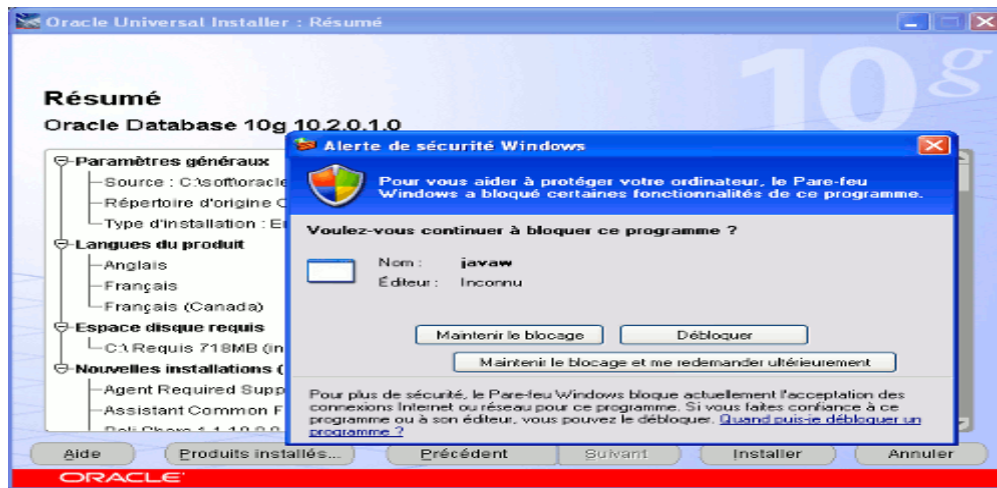 Oracle Universal Installer : Résumé
10g
Résumé
Oracle Database 10g 10.2.0.1.0
Paramètres généraux
Source : C:\soft\oracle
Répertoire d'origine
Type d'installation :
Langues du produit
Anglais
Français
Français (Canada)
Espace disque requis
C:\ Requis 718MB
Nouvelles installations (
Agent Required Supp
Assistant Common F
Alerte de sécurité Windows
Pour vous aider à protéger votre ordinateur, le Pare-feu
Windows a bloqué certaines fonctionnalités de ce programme.
Voulez-vous continuer à bloquer ce programme ?
Nom : javaw
Éditeur : Inconnu
Maintenir le blocage Débloquer
Maintenir le blocage et me redemander ultérieurement
Pour plus de sécurité, le Pare-feu Windows bloque actuellement l'acceptation des
connexions Internet ou réseau pour ce programme. Si vous faites confiance à ce
programme ou à son éditeur, vous pouvez le débloquer. Quand puis-je débloquer un
programme ?
Aide Produits installés... Précédent Suivant Installer Annuler
ORACLE